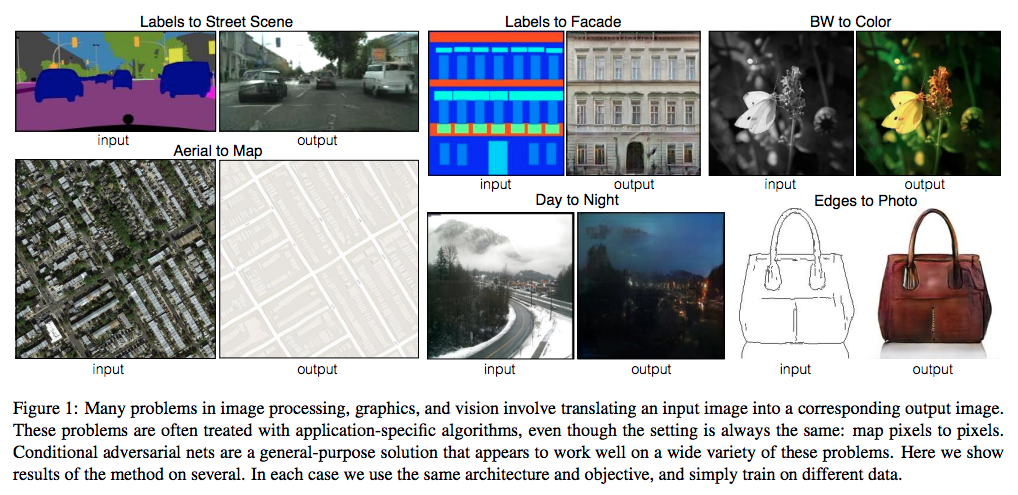 Labels to Street Scene
input
output
Aerial to Map
input
output
Labels to Facade
input
output
BW to Color
input
output
Day to Night
input
output
Edges to Photo
input
output
Figure 1: Many problems in image processing, graphics, and vision involve translating an input image into a corresponding output image.
These problems are often treated with application-specific algorithms, even though the setting is always the same: map pixels to pixels.
Conditional adversarial nets are a general-purpose solution that appears to work well on a wide variety of these problems. Here we show
results of the method on several. In each case we use the same architecture and objective, and simply train on different data.